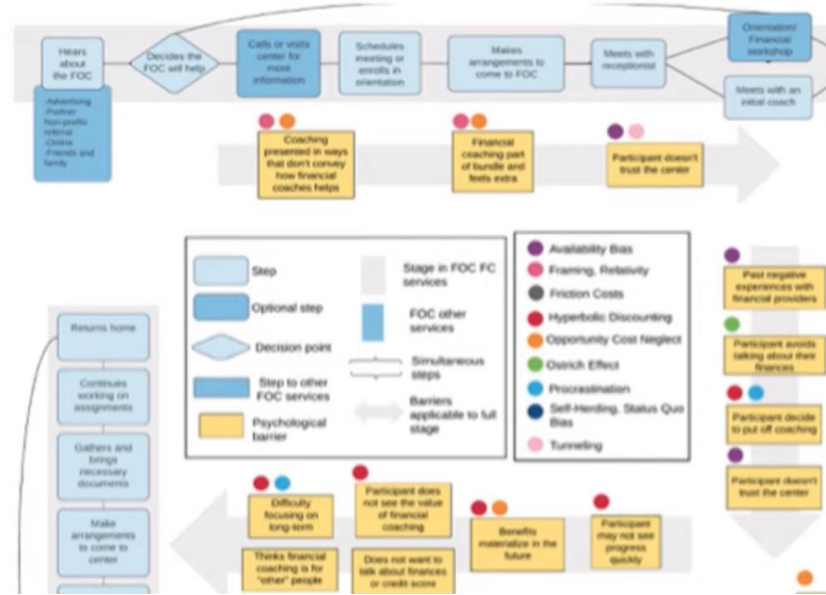 Hears
about
the FOC
-Advertising
-Partner
Non-profits
referral
-Online
-Friends and
family
Decides the
FOC will help
Calls or visits
center for
more
information
Schedules
meeting or
enrolls in
orientation
Makes
arrangements to
come to FOC
Meets with
receptionist
Orientation/
Financial
workshop
Meets with an
initial coach
Coaching
presented in ways
that don't convey
how financial
coaches helps
Financial
coaching part
of bundle and
feels extra
Participant doesn't
trust the center
Step
Optional step
Decision point
Step to other
FOC services
Psychological
barrier
Stage in FOC FC
services
FOC other
services
Simultaneous
steps
Barriers
applicable to full
stage
Availability Bias
Framing, Relativity
Friction Costs
Hyperbolic Discounting
Opportunity Cost Neglect
Ostrich Effect
Procrastination
Self-Herding, Status Quo
Bias
Tunneling
Past negative
experiences with
financial providers
Participant avoids
talking about their
finances
Participant decide
to put off coaching
Participant doesn't
trust the center
Returns home
Continues
working on
assignments
Gathers and
brings
necessary
documents
Make
arrangements
to come to
center
Difficulty
focusing on
long-term
Thinks financial
coaching is for
"other" people
Participant does
not see the value
of financial
coaching
Does not want to
talk about finances
or credit score
Benefits
materialize in the
future
Participant
may not see
progress
quickly